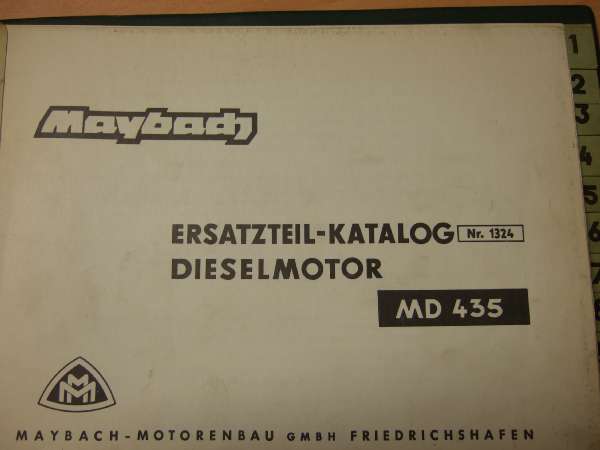 Maybach
ERSATZTEIL-KATALOG Nr. 1324
DIESELMOTOR
MD 435
MM
MAYBACH-MOTORENBAU GMBH FRIEDRICHSHAFEN
1
2
3
4
5
6
7